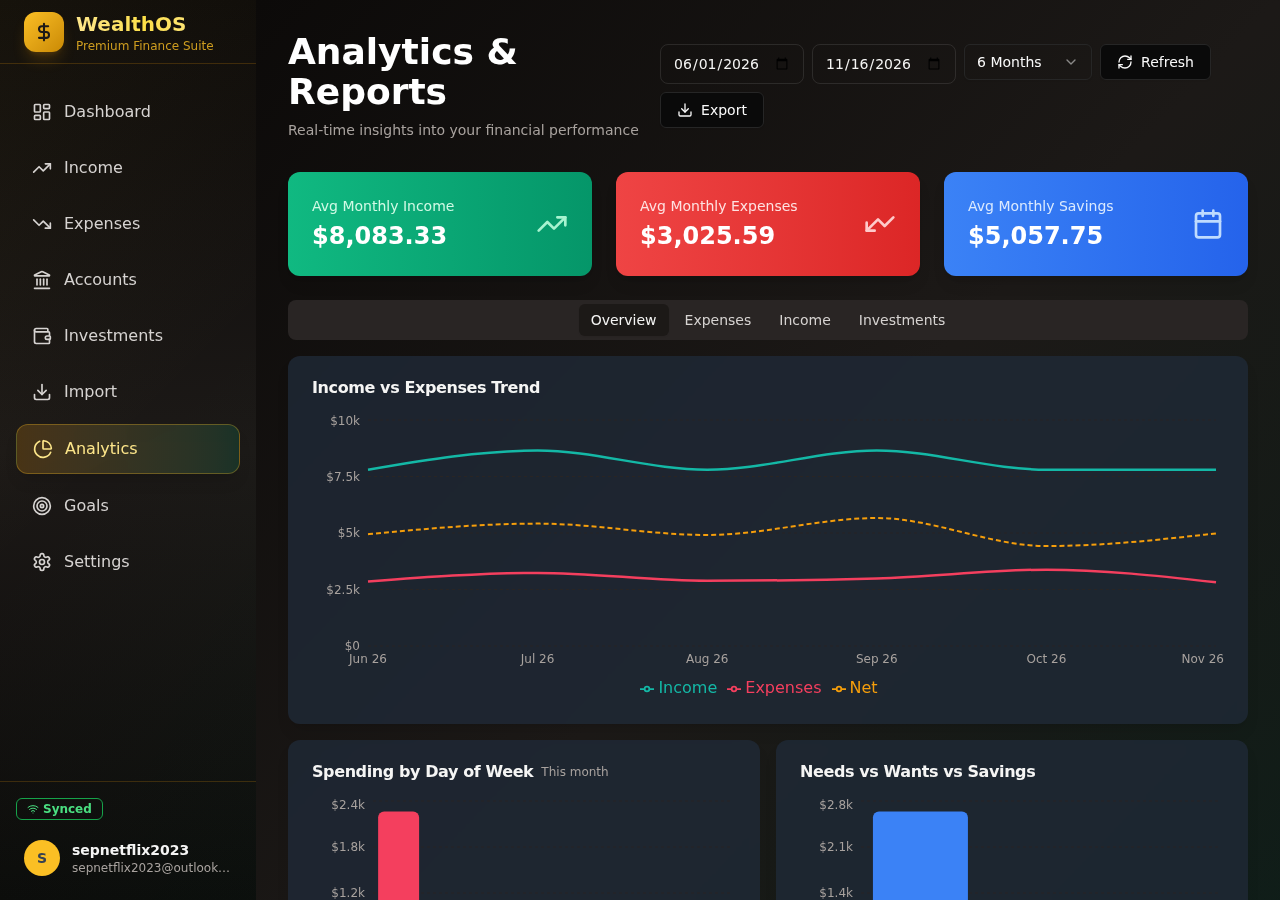 WealthOS
Premium Finance Suite
Dashboard
Income
Expenses
Accounts
Investments
Import
Analytics
Goals
Settings
Synced
S
sepnetflix2023
sepnetflix2023@outlook...
Analytics &
Reports
Real-time insights into your financial performance
06/01/2026
11/16/2026
6 Months
Refresh
Export
Avg Monthly Income
$8,083.33
Avg Monthly Expenses
$3,025.59
Avg Monthly Savings
$5,057.75
Overview
Expenses
Income
Investments
Income vs Expenses Trend
$10k
$7.5k
$5k
$2.5k
$0
Jun 26
Jul 26
Aug 26
Sep 26
Oct 26
Nov 26
Income
Expenses
Net
Spending by Day of Week This month
$2.4k
$1.8k
$1.2k
Needs vs Wants vs Savings
$2.8k
$2.1k
$1.4k